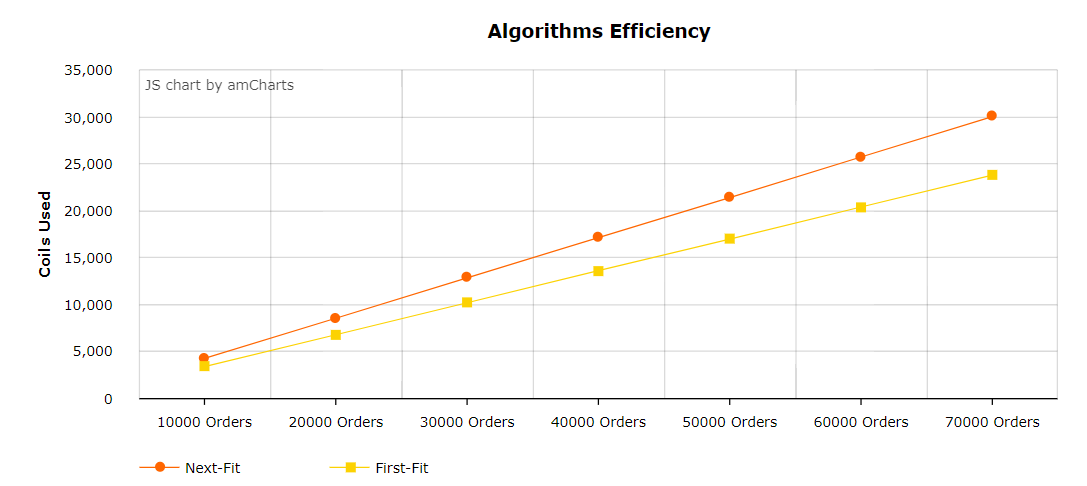 Algorithms Efficiency
35,000
JS chart by amCharts
30,000
25,000
20,000
15,000
10,000
5,000
0
Coils Used
10000 Orders 20000 Orders 30000 Orders 40000 Orders 50000 Orders 60000 Orders 70000 Orders
Next-Fit First-Fit